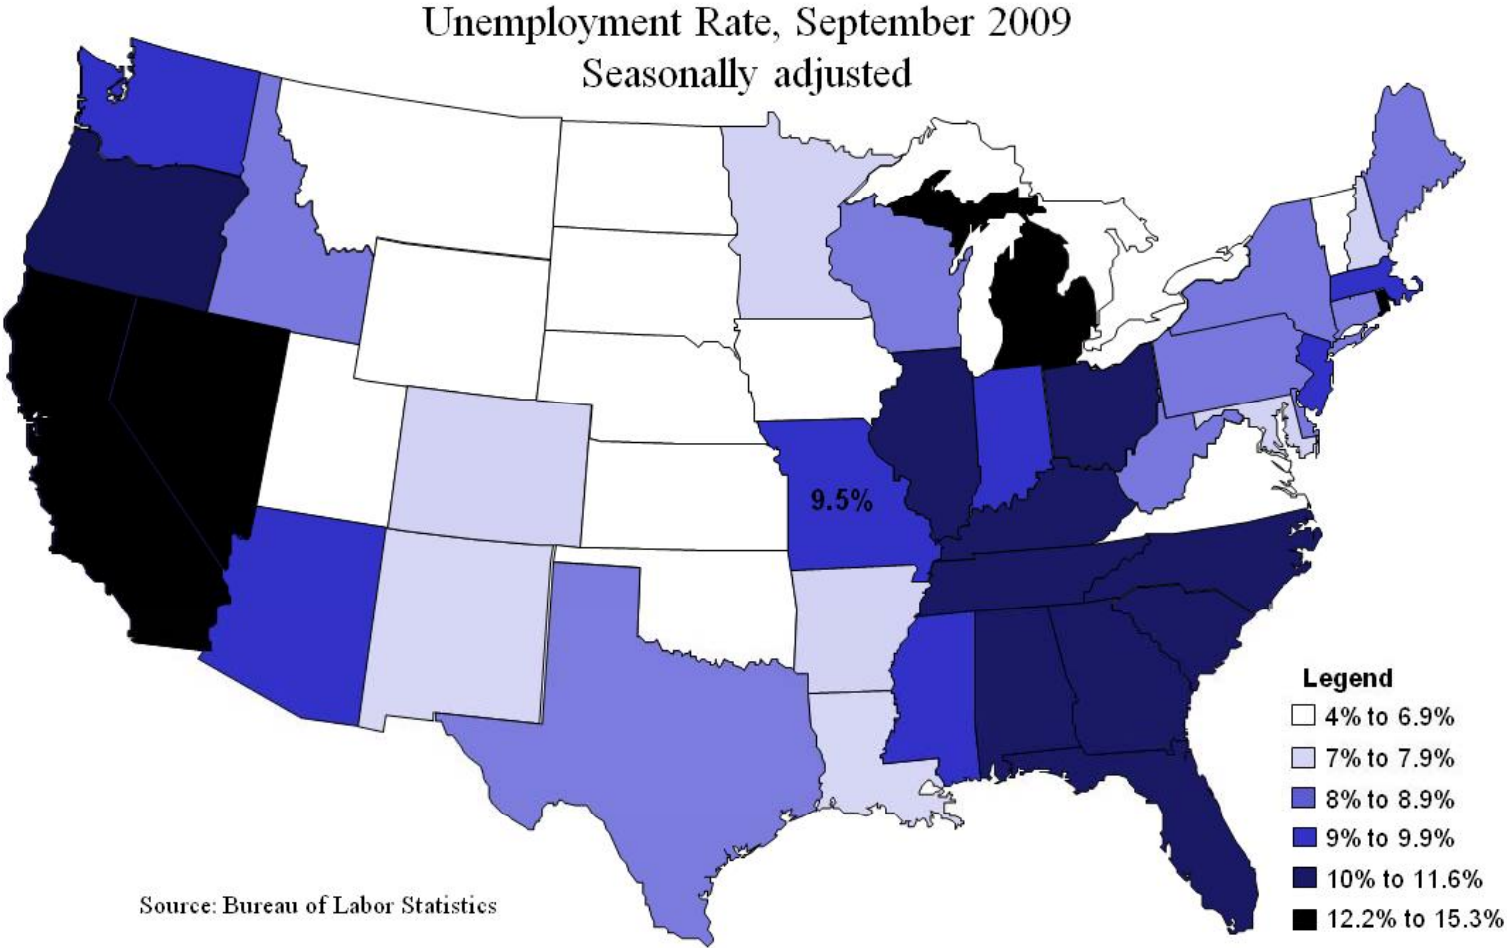 Unemployment Rate, September 2009
Seasonally adjusted
9.5%
Legend
4% to 6.9%
7% to 7.9%
8% to 8.9%
9% to 9.9%
10% to 11.6%
12.2% to 15.3%
Source: Bureau of Labor Statistics